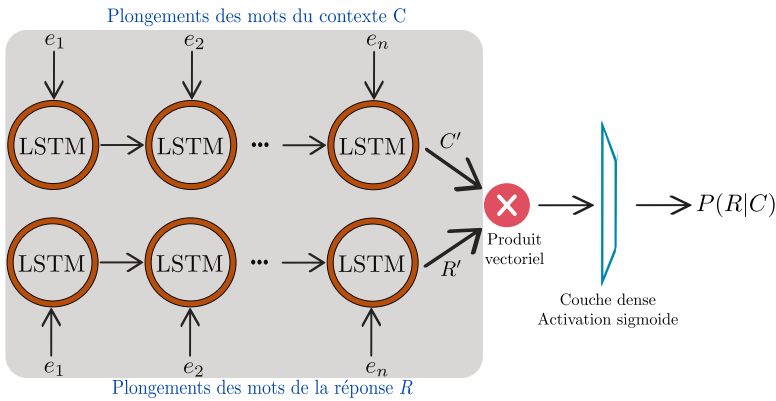 Plongements des mots du contexte C
e₁ e₂ eₙ
LSTM LSTM ... LSTM
C′
P(R|C)
Produit
vectoriel
LSTM LSTM ... LSTM
R′
Couche dense
Activation sigmoide
e₁ e₂ eₙ
Plongements des mots de la réponse R